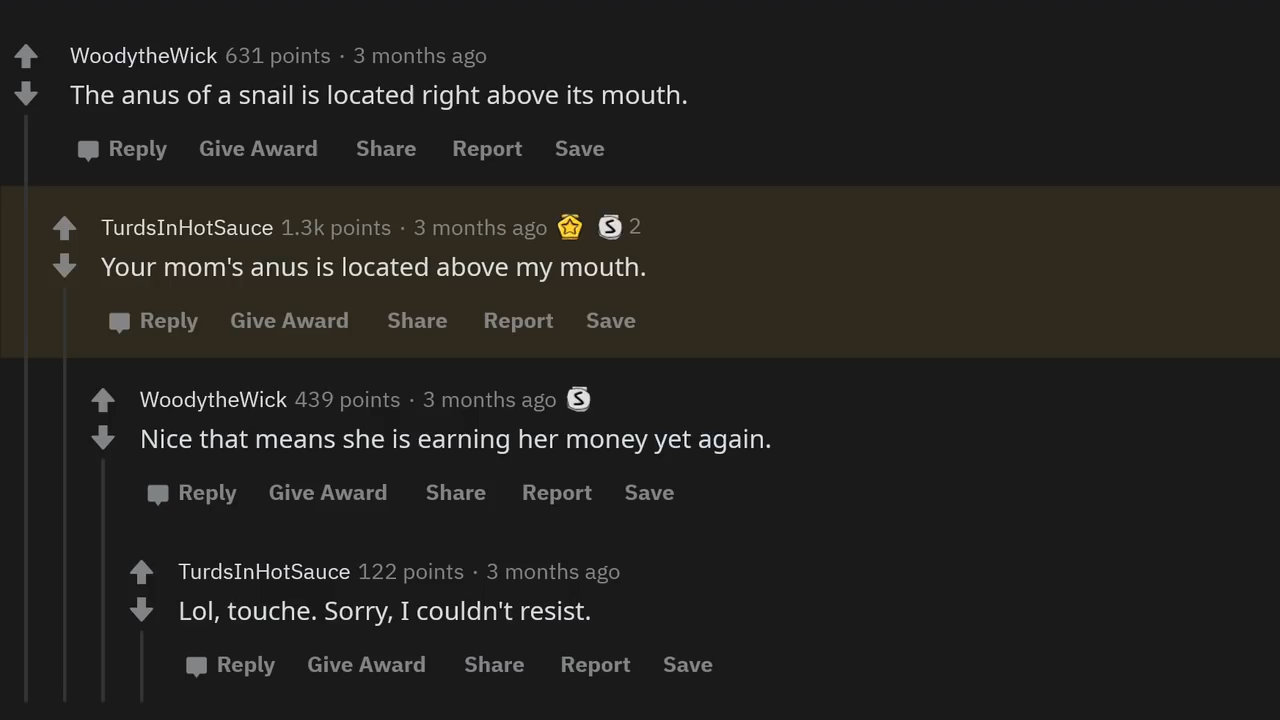 WoodytheWick 631 points · 3 months ago
The anus of a snail is located right above its mouth.
Reply Give Award Share Report Save
TurdsInHotSauce 1.3k points · 3 months ago S 2
Your mom's anus is located above my mouth.
Reply Give Award Share Report Save
WoodytheWick 439 points · 3 months ago S
Nice that means she is earning her money yet again.
Reply Give Award Share Report Save
TurdsInHotSauce 122 points · 3 months ago
Lol, touche. Sorry, I couldn't resist.
Reply Give Award Share Report Save